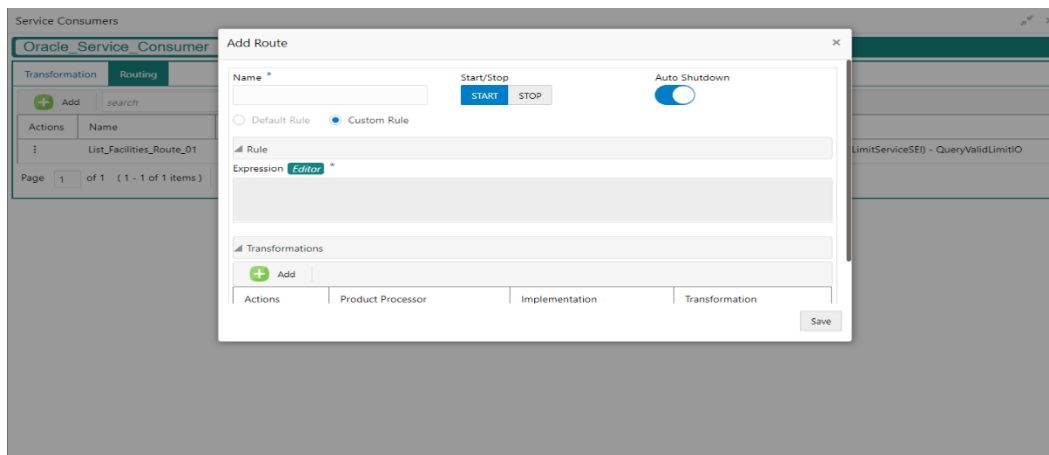 Service Consumers
Oracle_Service_Consumer
Transformation Routing
Add search
Actions Name
List_Facilities_Route_01
LimitServiceSEI) - QueryValidLimitIO
Page 1 of 1 ( 1 - 1 of 1 items )
Add Route
Name *
Start/Stop
Auto Shutdown
START STOP
Default Rule Custom Rule
Rule
Expression Editor *
Transformations
Add
Actions Product Processor Implementation Transformation
Save